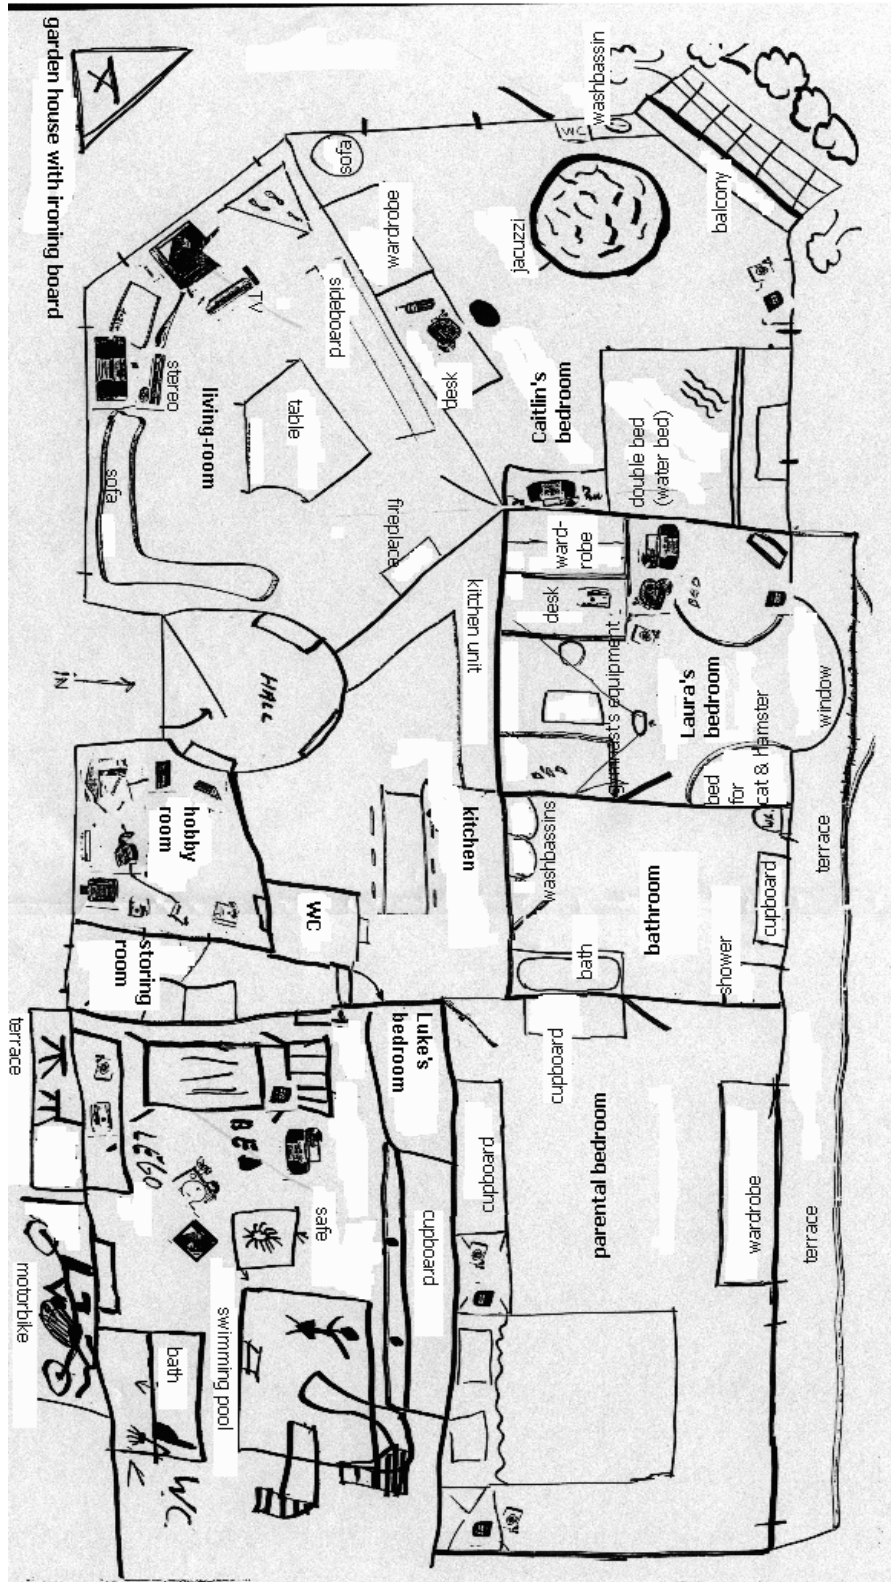 garden house with ironing board
washbassin
WC
sofa
wardrobe
jacuzzi
balcony
TV
sideboard
desk
stereo
living-room
table
sofa
fireplace
Caitlin's
bedroom
double bed
(water bed)
ward-
robe
desk
BED
kitchen unit
gymnast's equipment
Laura's
bedroom
window
bed
for
cat & hamster
IN
HALL
hobby
room
kitchen
washbassins
WC
bathroom
cupboard
terrace
WC
storing
room
bath
shower
terrace
Luke's
bedroom
cupboard
parental bedroom
cupboard
wardrobe
terrace
LEGO
BED
safe
cupboard
motorbike
bath
swimming pool
W.C.